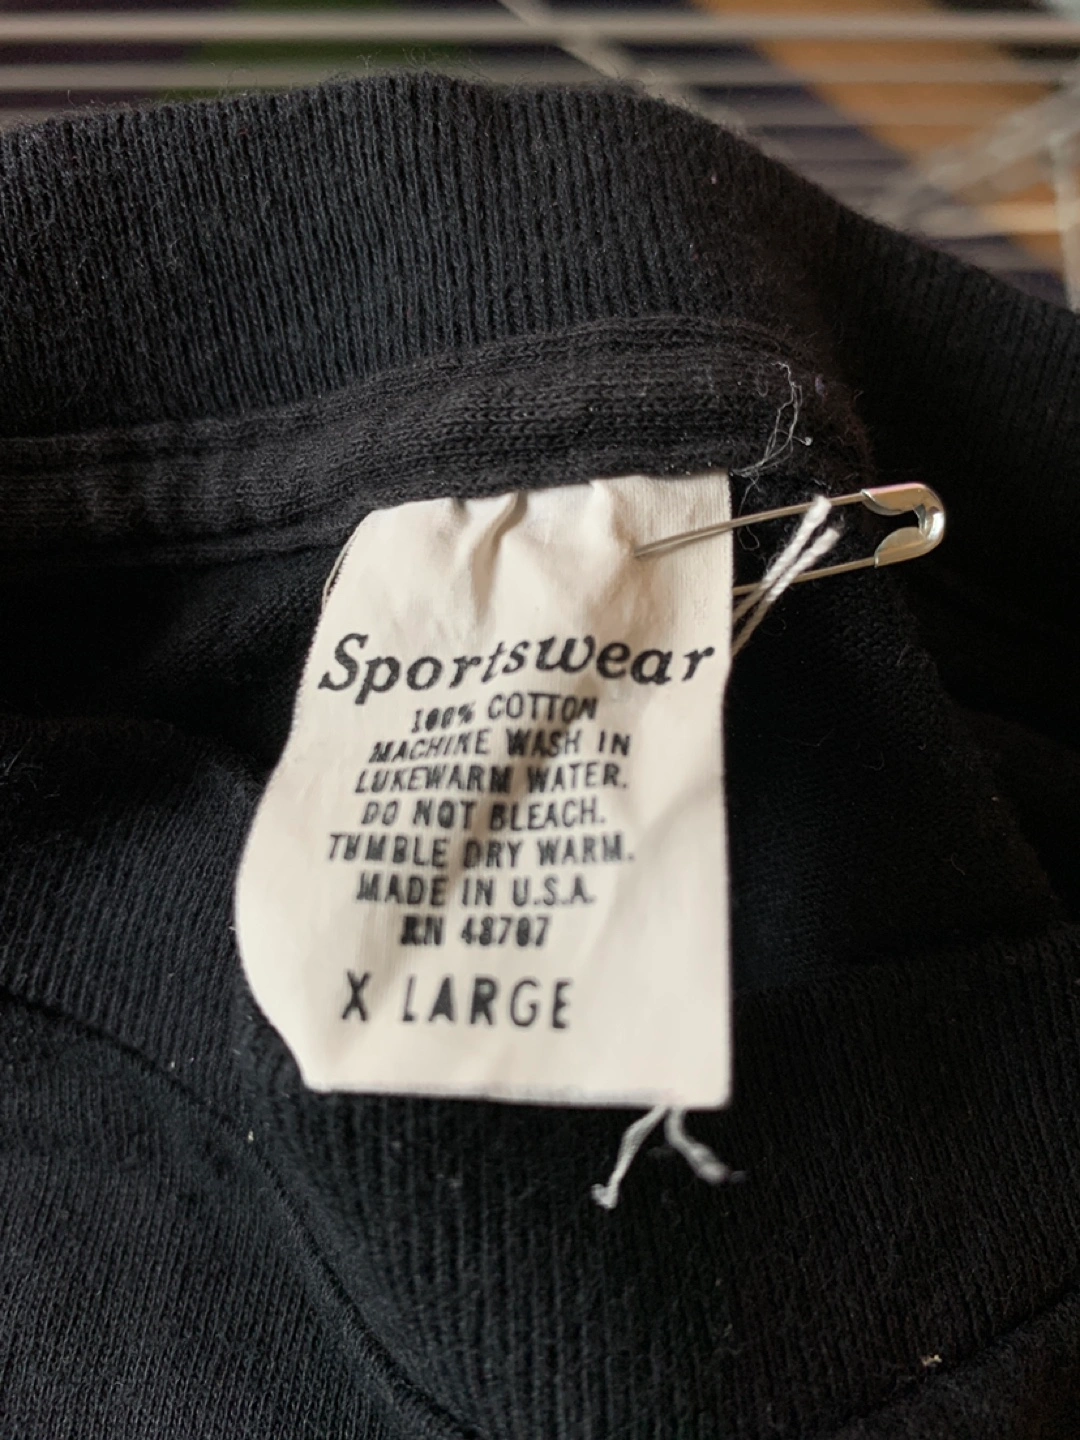 Sportswear
100% COTTON
MACHINE WASH IN
LUKEWARM WATER.
DO NOT BLEACH.
TUMBLE DRY WARM.
MADE IN U.S.A.
RN 48707
X LARGE